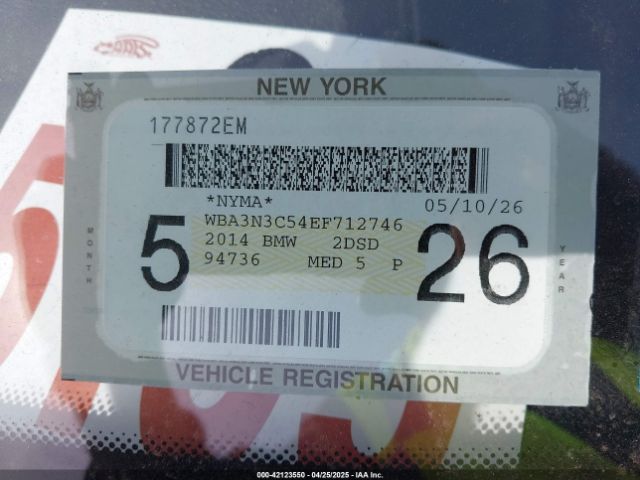 NEW YORK
177872EM
*NYMA* 05/10/26
WBA3N3C54EF712746
2014 BMW 2DSD
94736 MED 5 P
5 26
MONTH
YEAR
VEHICLE REGISTRATION
000-42123550 / 04/25/2025 - IAA Inc.